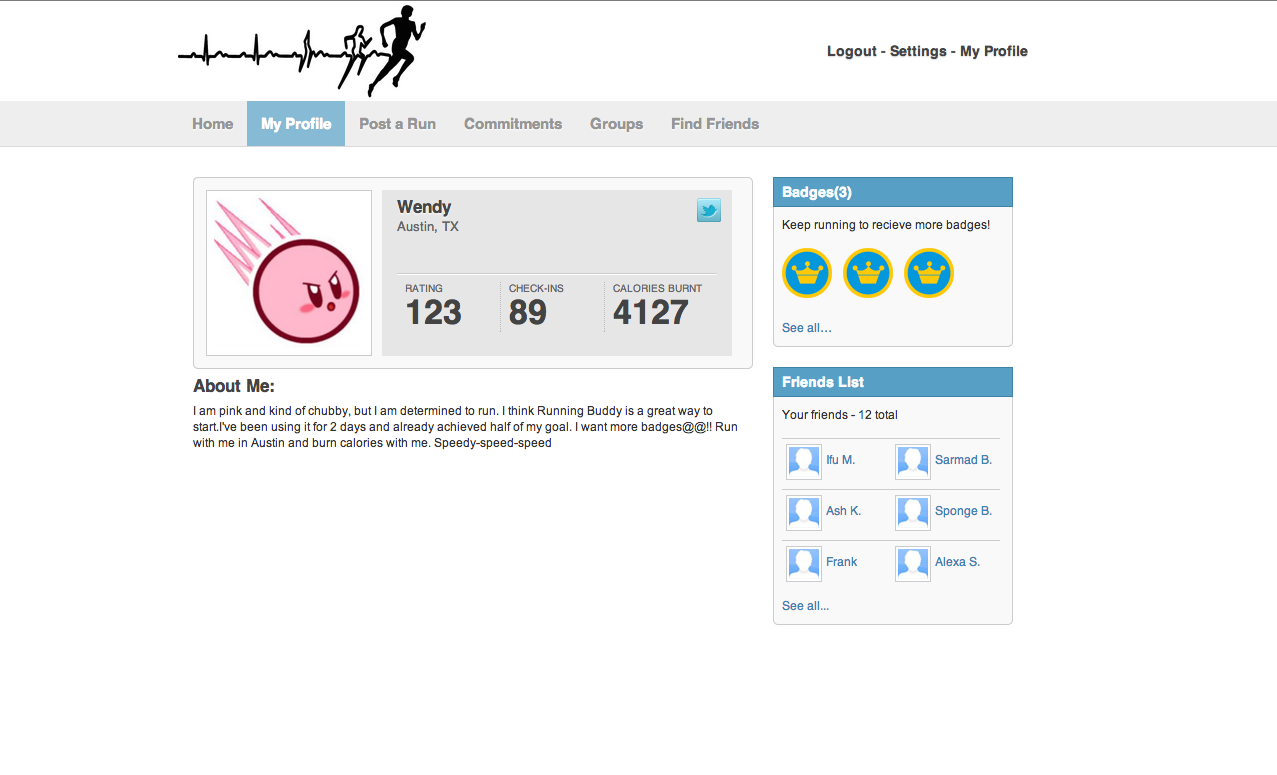 Logout - Settings - My Profile
Home My Profile Post a Run Commitments Groups Find Friends
Wendy
Austin, TX
RATING CHECK-INS CALORIES BURNT
123 89 4127
About Me:
I am pink and kind of chubby, but I am determined to run. I think Running Buddy is a great way to
start.I've been using it for 2 days and already achieved half of my goal. I want more badges@@!! Run
with me in Austin and burn calories with me. Speedy-speed-speed
Badges(3)
Keep running to recieve more badges!
See all...
Friends List
Your friends - 12 total
Ifu M. Sarmad B.
Ash K. Sponge B.
Frank Alexa S.
See all...